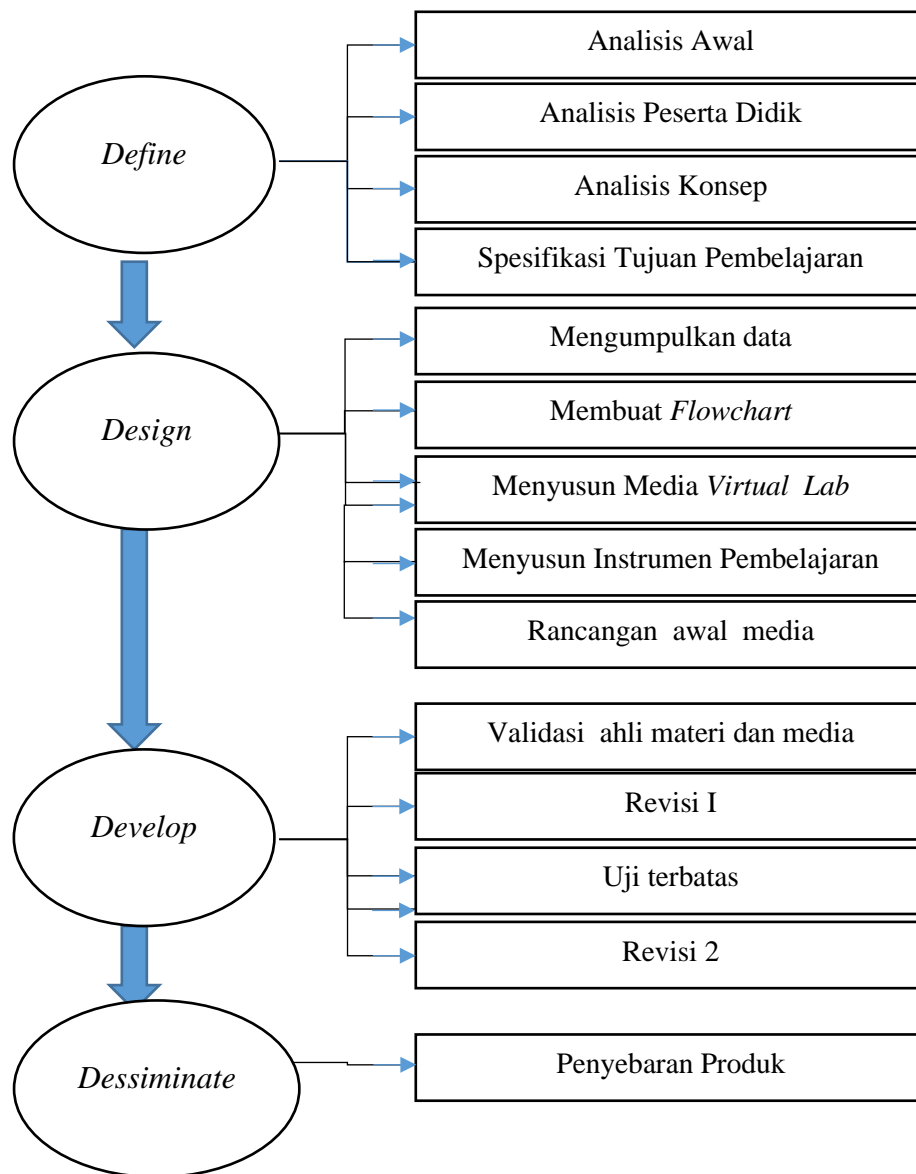 Define
Analisis Awal
Analisis Peserta Didik
Analisis Konsep
Spesifikasi Tujuan Pembelajaran
Design
Mengumpulkan data
Membuat Flowchart
Menyusun Media Virtual Lab
Menyusun Instrumen Pembelajaran
Rancangan awal media
Develop
Validasi ahli materi dan media
Revisi I
Uji terbatas
Revisi 2
Dessiminate
Penyebaran Produk